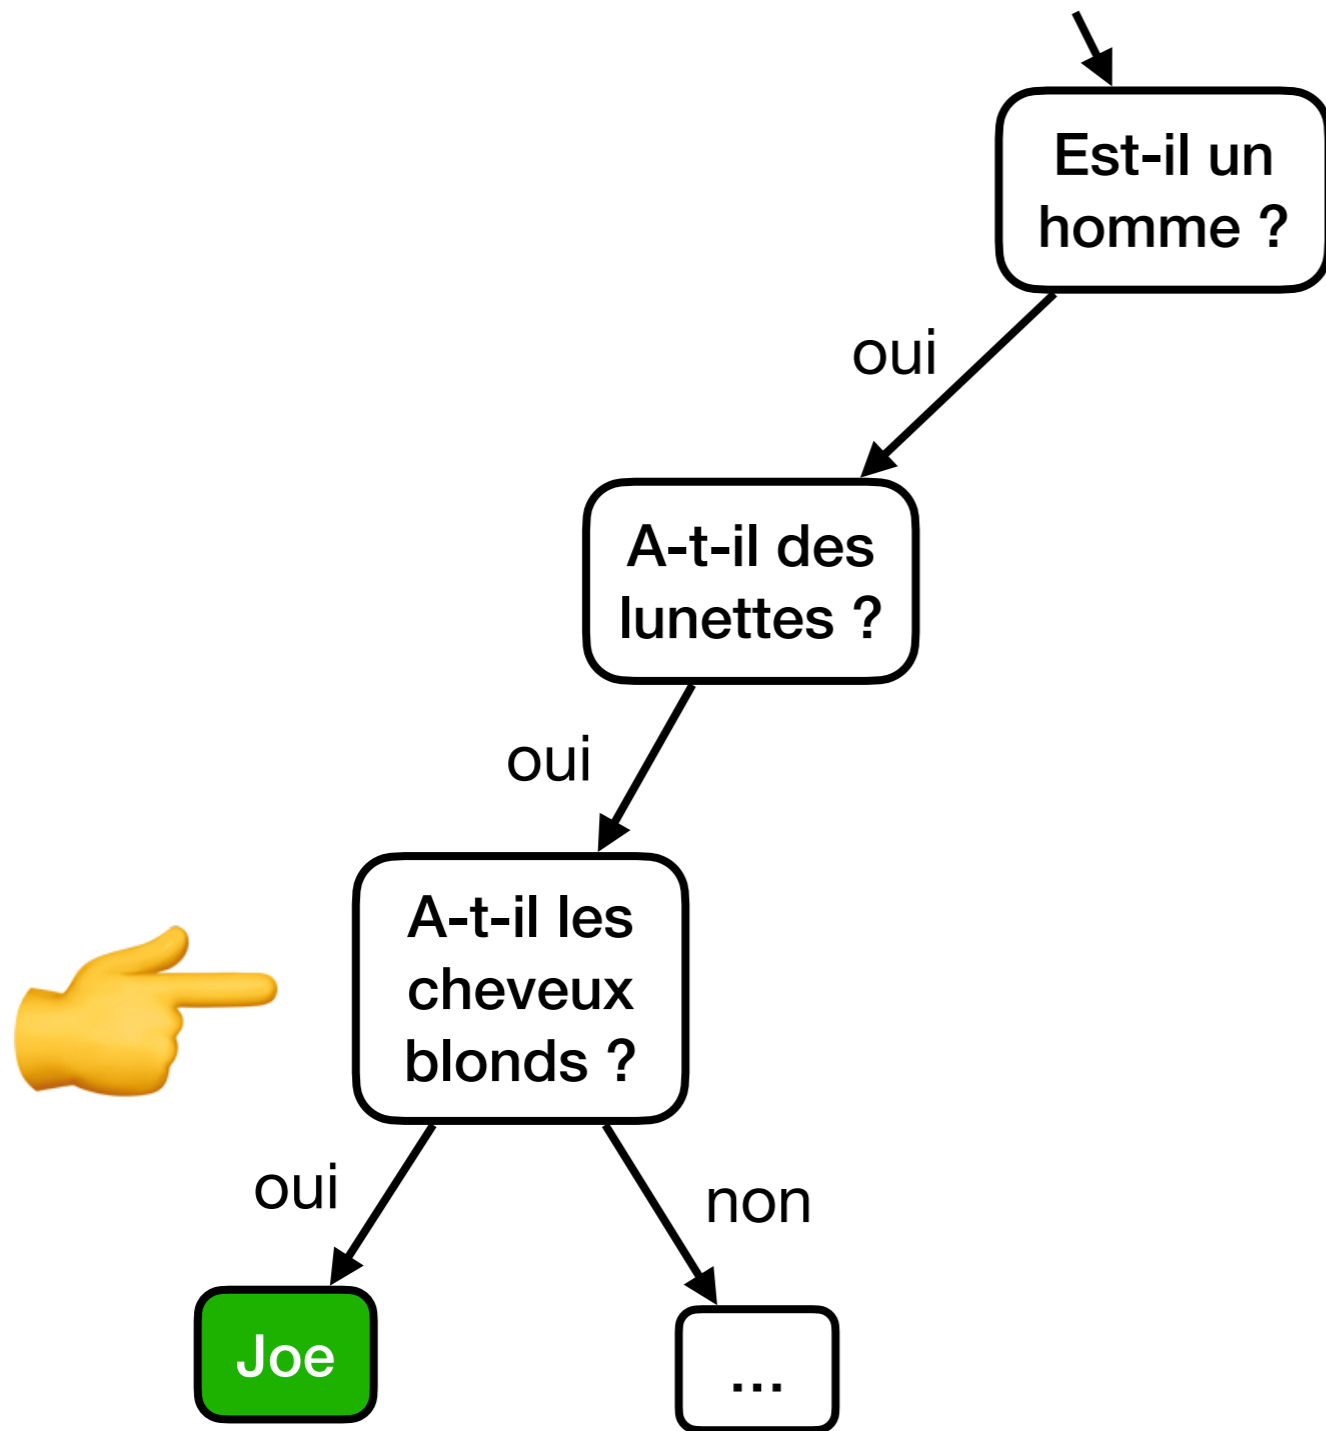 Est-il un
homme ?
oui
A-t-il des
lunettes ?
oui
A-t-il les
cheveux
blonds ?
oui
non
Joe
...